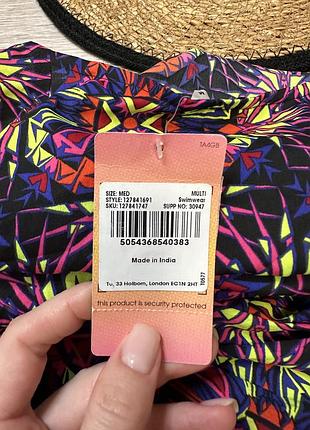 TA4GB
SIZE: MED MULTI
STYLE:127841691 Swimwear
SKU: 127841747 SUPP NO: 30947
5054368540383
Made in India
T0577
Tu, 33 Holborn, London EC1N 2HT
this product is security protected